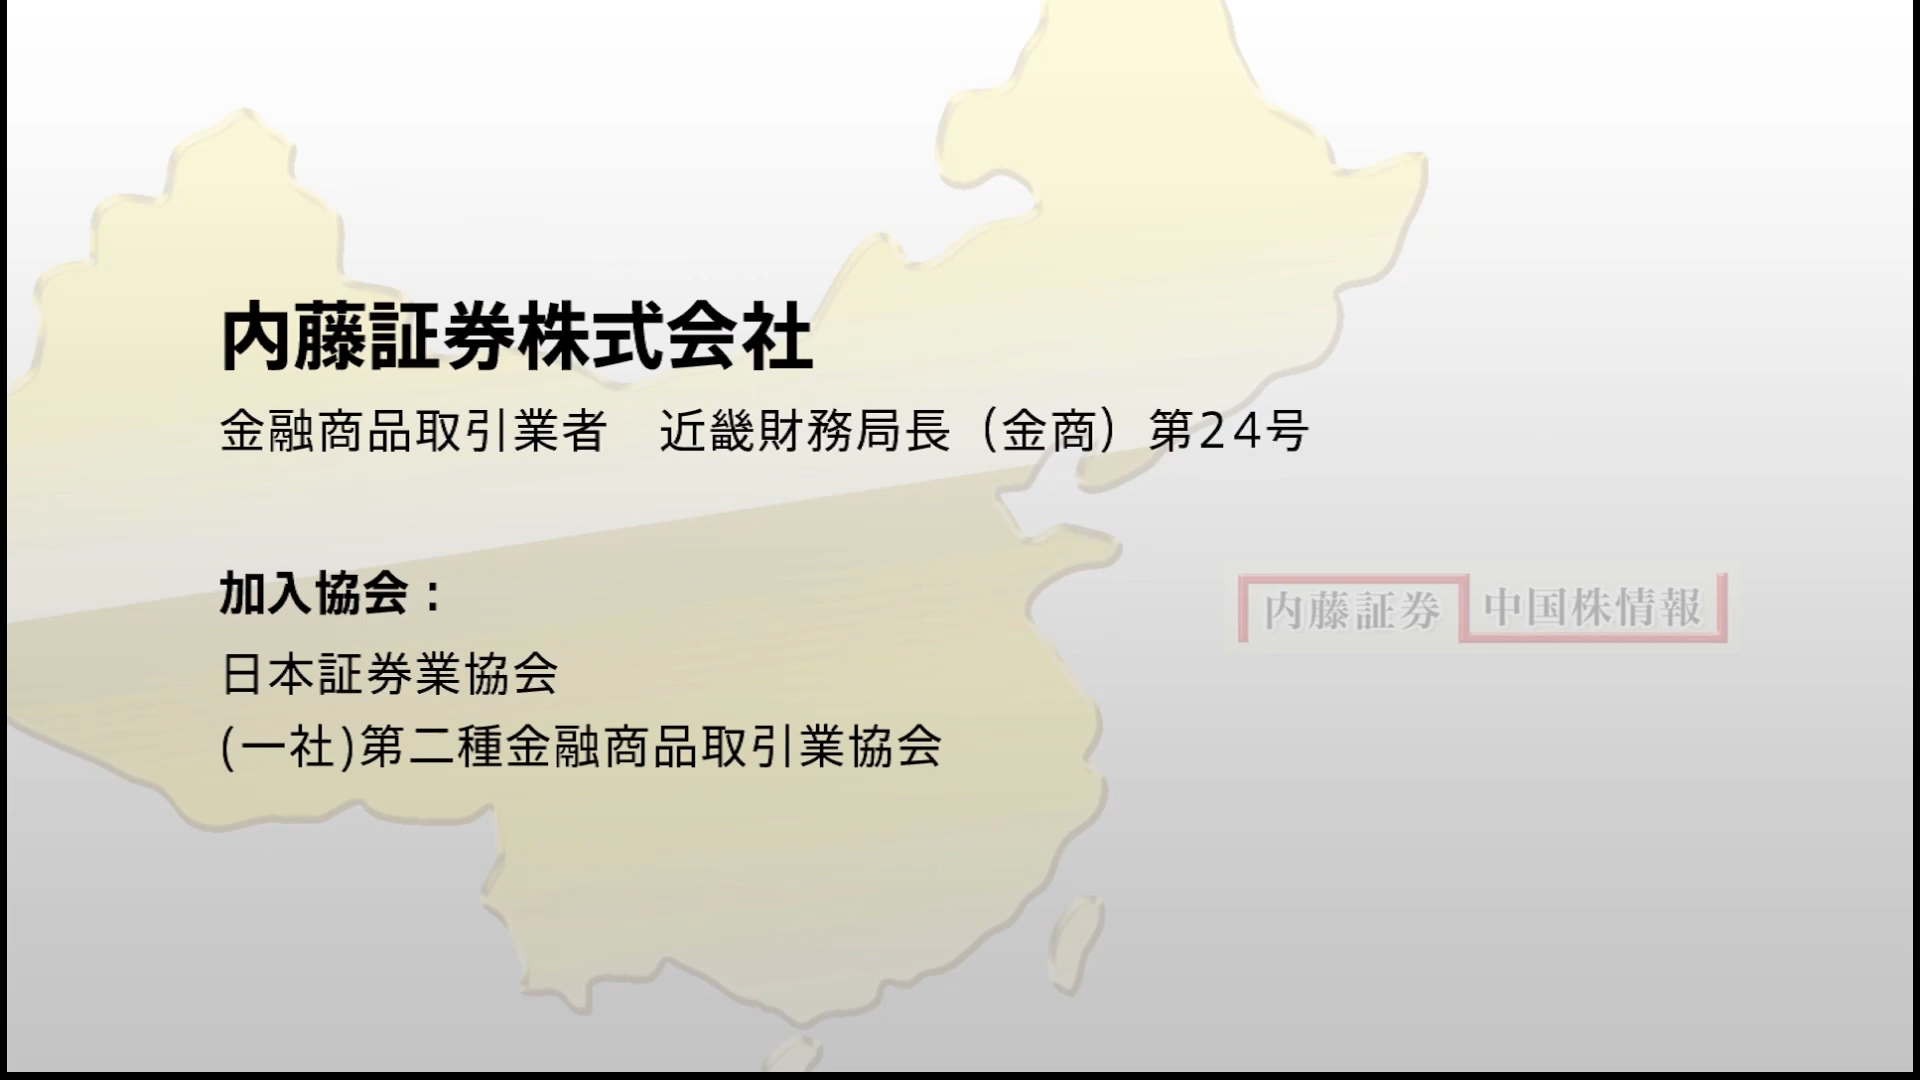 内藤証券株式会社
金融商品取引業者　近畿財務局長（金商）第24号
加入協会：
日本証券業協会
(一社)第二種金融商品取引業協会
内藤証券 中国株情報